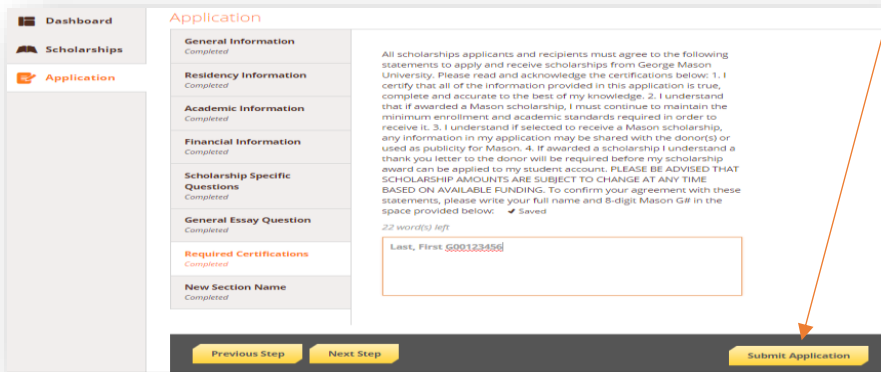 Dashboard
Scholarships
Application
Application
General Information
Completed
Residency Information
Completed
Academic Information
Completed
Financial Information
Completed
Scholarship Specific
Questions
Completed
General Essay Question
Completed
Required Certifications
Completed
New Section Name
Completed
All scholarships applicants and recipients must agree to the following
statements to apply and receive scholarships from George Mason
University. Please read and acknowledge the certifications below: 1. I
certify that all of the information provided in this application is true,
complete and accurate to the best of my knowledge. 2. I understand
that if awarded a Mason scholarship, I must continue to maintain the
minimum enrollment and academic standards required in order to
receive it. 3. I understand if selected to receive a Mason scholarship,
any information in my application may be shared with the donor(s) or
used as publicity for Mason. 4. If awarded a scholarship I understand a
thank you letter to the donor will be required before my scholarship
award can be applied to my student account. PLEASE BE ADVISED THAT
SCHOLARSHIP AMOUNTS ARE SUBJECT TO CHANGE AT ANY TIME
BASED ON AVAILABLE FUNDING. To confirm your agreement with these
statements, please write your full name and 8-digit Mason G# in the
space provided below: ✔ Saved
22 word(s) left
Last, First G00123456
Previous Step
Next Step
Submit Application